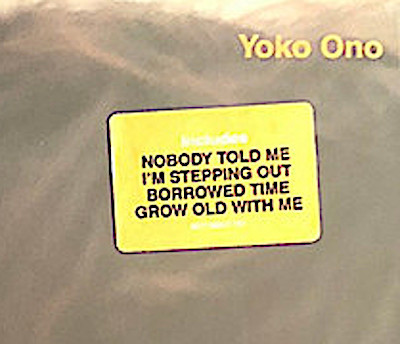 Yoko Ono
Includes
NOBODY TOLD ME
I'M STEPPING OUT
BORROWED TIME
GROW OLD WITH ME